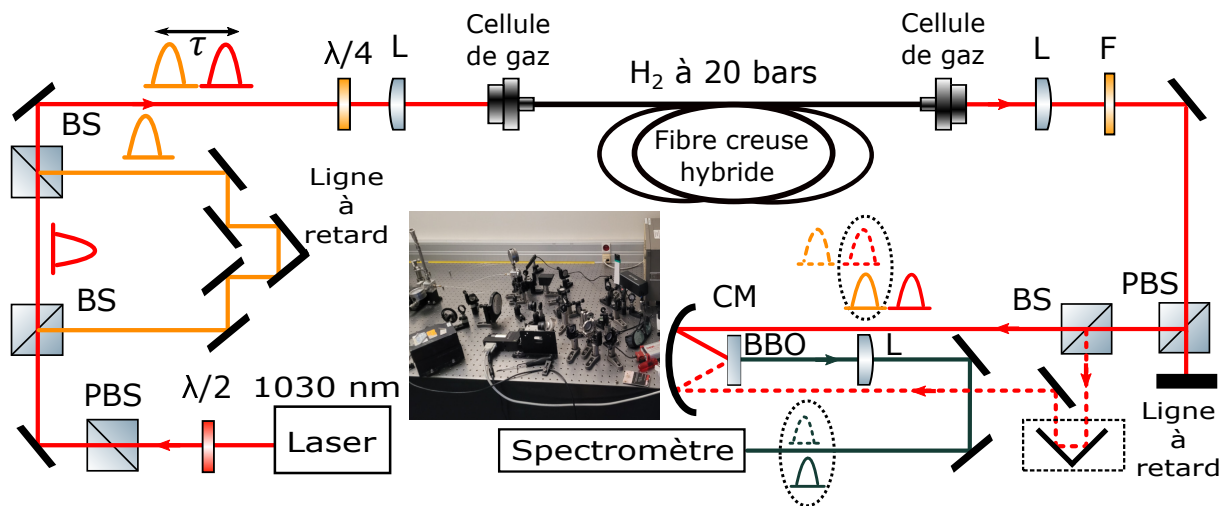 τ
λ/4
L
Cellule
de gaz
H₂ à 20 bars
Cellule
de gaz
L
F
BS
Fibre creuse
hybride
Ligne
à
retard
BS
CM
BS
PBS
BBO
L
PBS
λ/2
1030 nm
Laser
Spectromètre
Ligne
à
retard